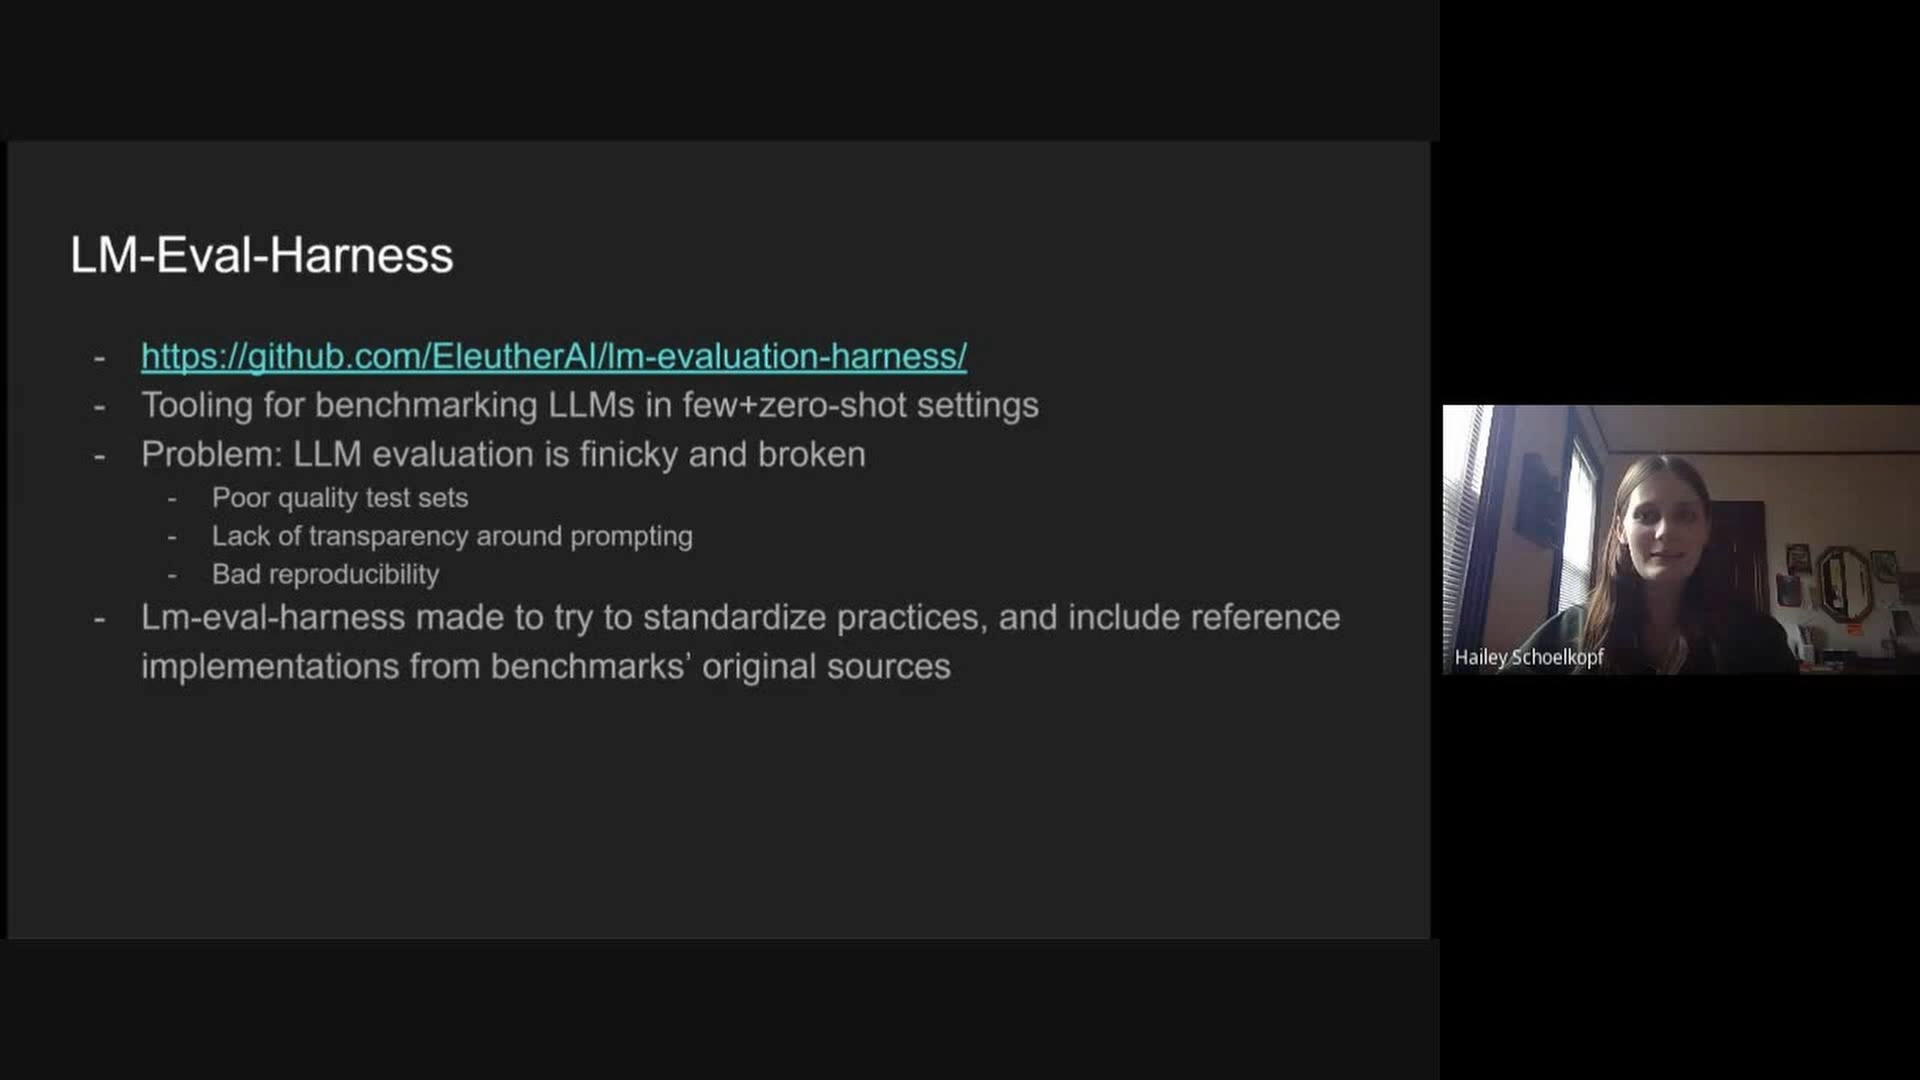 LM-Eval-Harness
- https://github.com/EleutherAI/lm-evaluation-harness/
- Tooling for benchmarking LLMs in few+zero-shot settings
- Problem: LLM evaluation is finicky and broken
- Poor quality test sets
- Lack of transparency around prompting
- Bad reproducibility
- Lm-eval-harness made to try to standardize practices, and include reference
implementations from benchmarks’ original sources
Hailey Schoelkopf